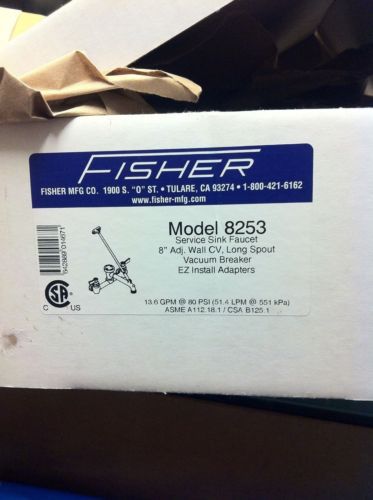 FISHER
FISHER MFG CO. 1900 S. "O" ST. • TULARE, CA 93274 • 1-800-421-6162
www.fisher-mfg.com
Model 8253
Service Sink Faucet
8" Adj. Wall CV, Long Spout
Vacuum Breaker
EZ Install Adapters
CSA
C US
13.6 GPM @ 80 PSI (51.4 LPM @ 551 kPa)
ASME A112.18.1 / CSA B125.1